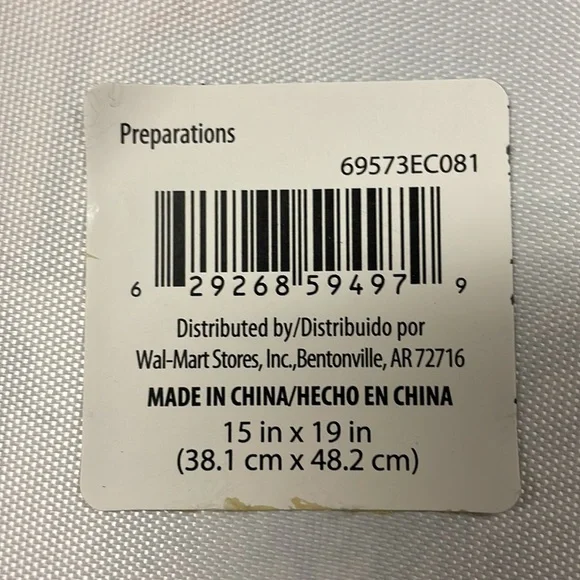 Preparations
69573EC081
6 29268 59497 9
Distributed by/Distribuido por
Wal-Mart Stores, Inc.,Bentonville, AR 72716
MADE IN CHINA/HECHO EN CHINA
15 in x 19 in
(38.1 cm x 48.2 cm)